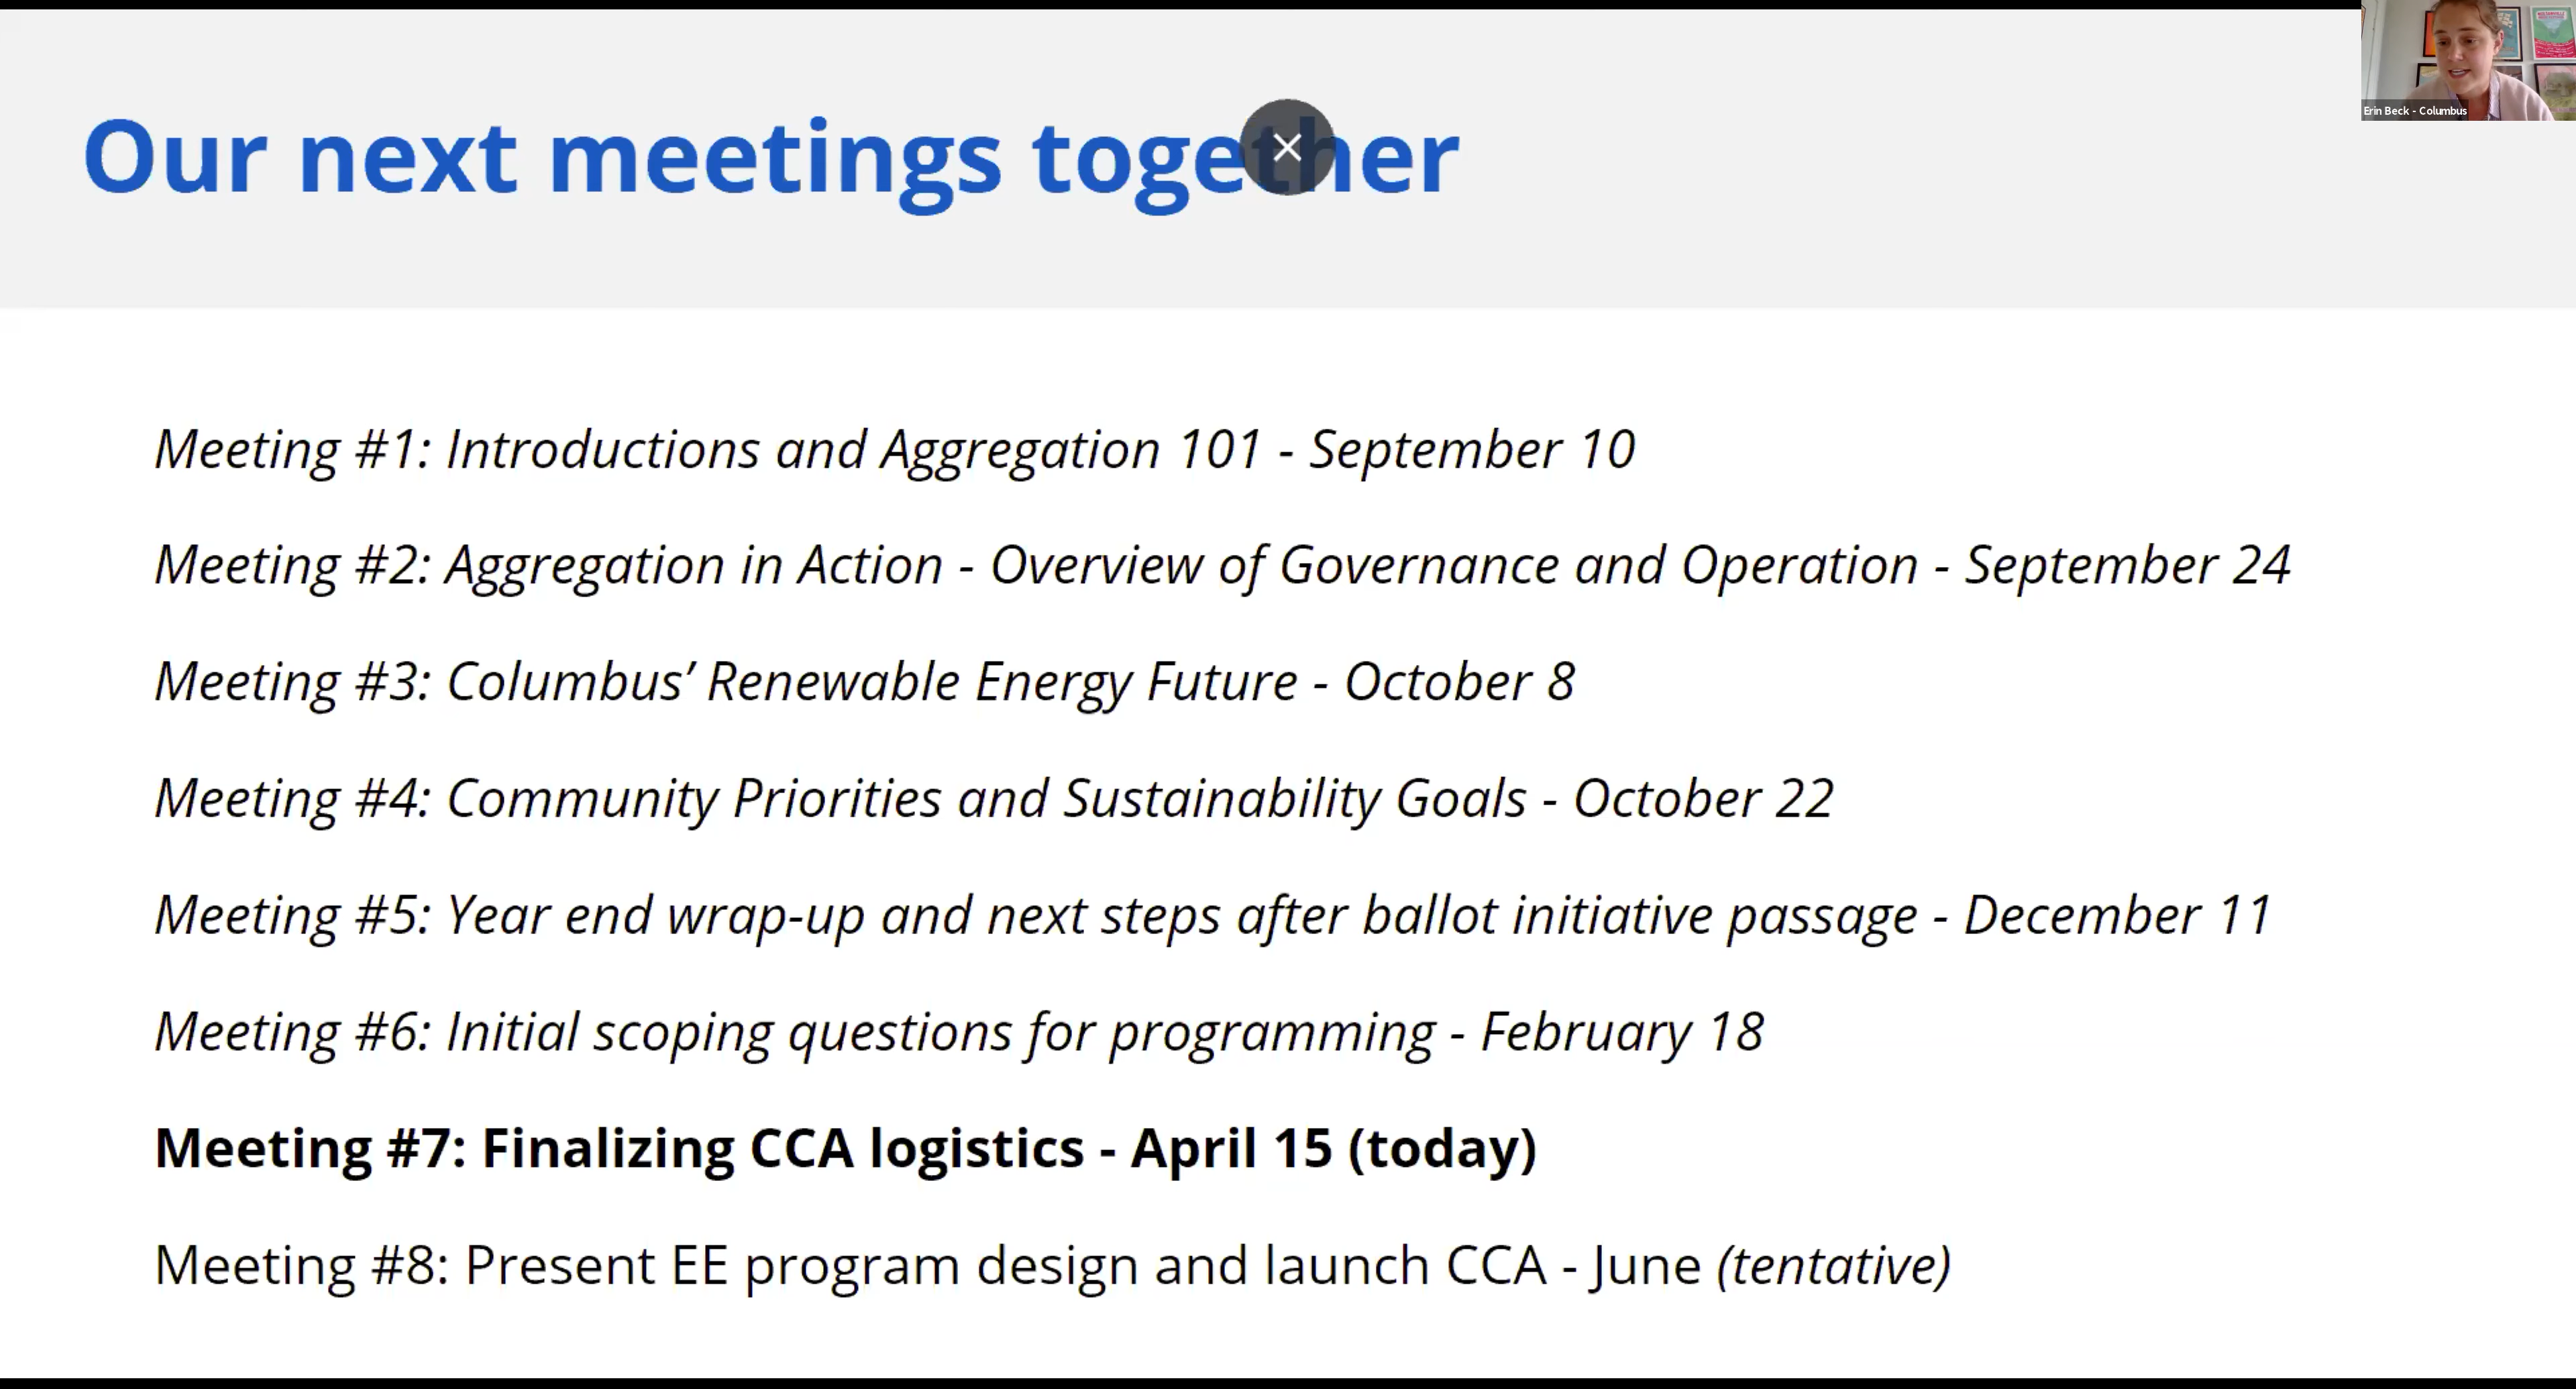 Our next meetings together
Erin Beck - Columbus
Meeting #1: Introductions and Aggregation 101 - September 10
Meeting #2: Aggregation in Action - Overview of Governance and Operation - September 24
Meeting #3: Columbus’ Renewable Energy Future - October 8
Meeting #4: Community Priorities and Sustainability Goals - October 22
Meeting #5: Year end wrap-up and next steps after ballot initiative passage - December 11
Meeting #6: Initial scoping questions for programming - February 18
Meeting #7: Finalizing CCA logistics - April 15 (today)
Meeting #8: Present EE program design and launch CCA - June (tentative)